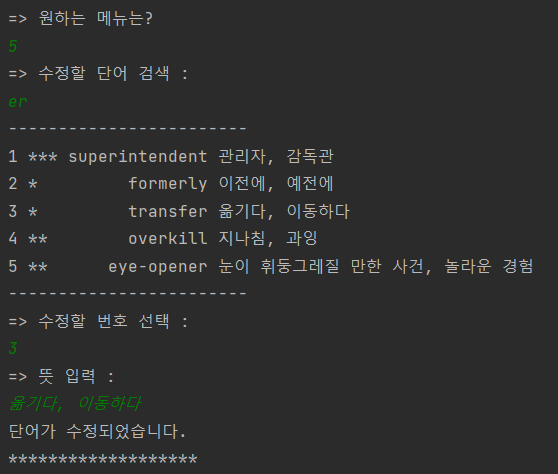 => 원하는 메뉴는?
5
=> 수정할 단어 검색 :
er
------------------------
1 *** superintendent 관리자, 감독관
2 *         formerly 이전에, 예전에
3 *         transfer 옮기다, 이동하다
4 **        overkill 지나침, 과잉
5 **      eye-opener 눈이 휘둥그레질 만한 사건, 놀라운 경험
------------------------
=> 수정할 번호 선택 :
3
=> 뜻 입력 :
옮기다, 이동하다
단어가 수정되었습니다.
*******************